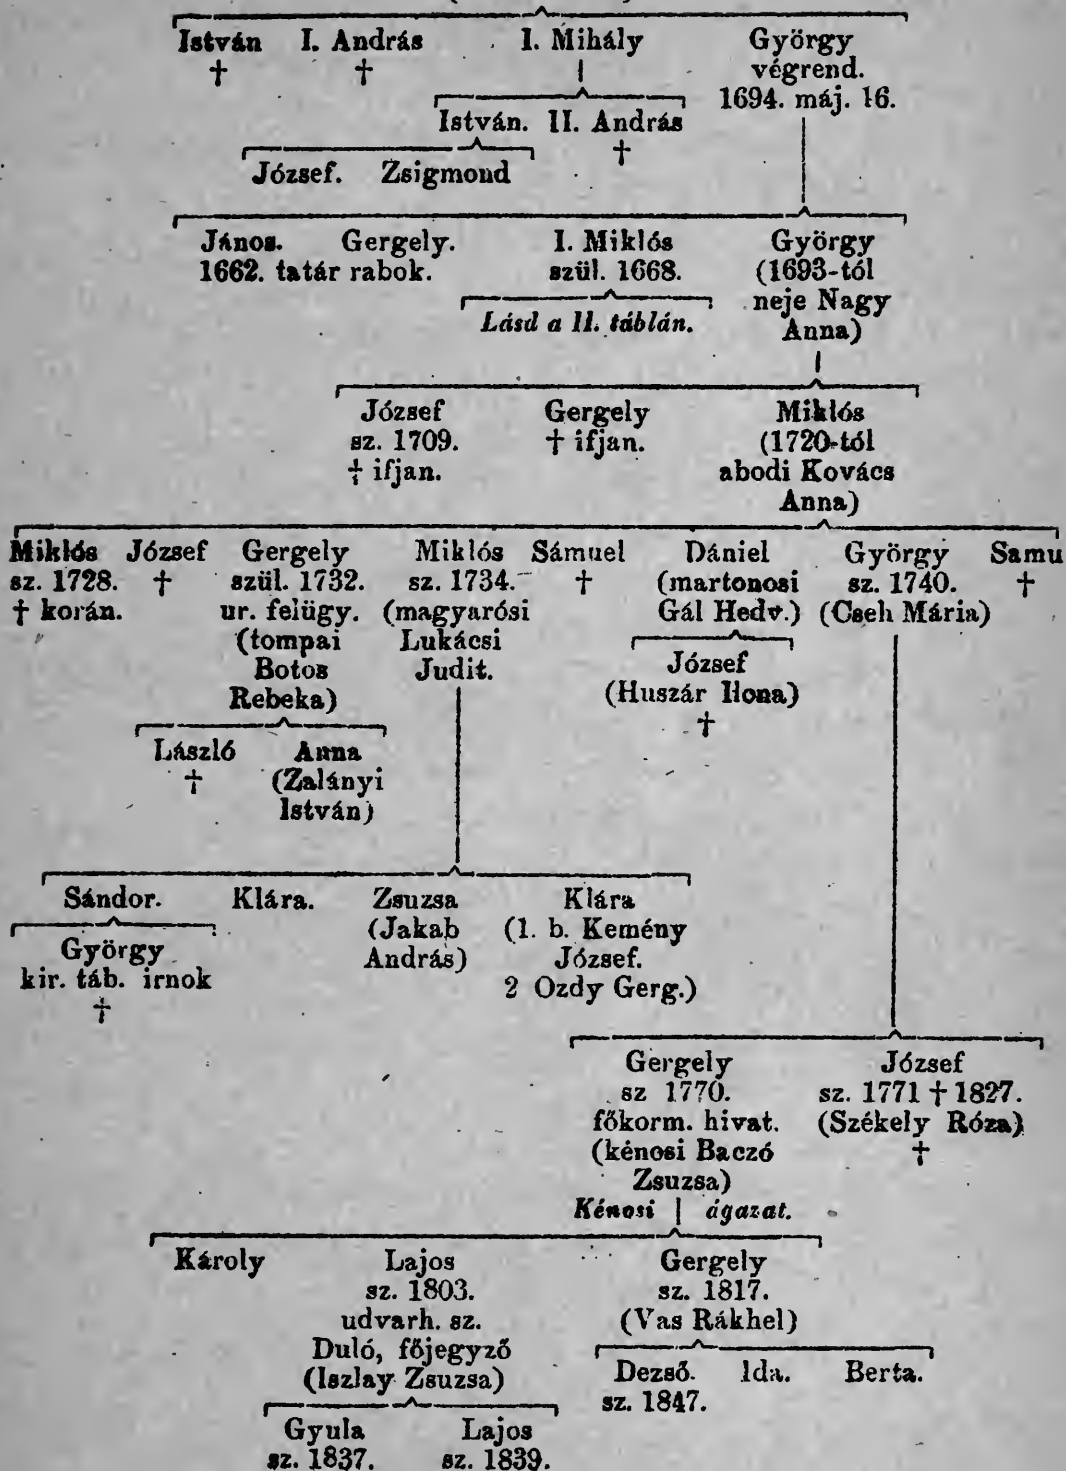 István I. András I. Mihály György
† † végrend.
1694. máj. 16.
István. II. András
†
József. Zsigmond
János. Gergely. I. Miklós György
1662. tatár rabok. szül. 1668. (1693-tól
neje Nagy
Lásd a II. táblán.
Anna)
József Gergely Miklós
sz. 1709. † ifjan. (1720-tól
† ifjan. abodi Kovács
Anna)
Miklós József Gergely Miklós Sámuel Dániel György Samu
sz. 1728. † szül. 1732. sz. 1734. † (martonosi sz. 1740. †
† korán. ur. felügy. (magyarósi Gál Hedv.) (Cseh Mária)
(tompai Lukácsi
Botos Judit. József
Rebeka) (Huszár Ilona)
†
László Anna
† (Zalányi
István)
Sándor. Klára. Zsuzsa Klára
(Jakab (1. b. Kemény
György András) József.
kir. táb. irnok 2 Ozdy Gerg.)
†
Gergely József
sz 1770. sz. 1771 † 1827.
főkorm. hivat. (Székely Róza)
(kénosi Baczó †
Zsuzsa)
Kénosi | ágazat.
Károly Lajos Gergely
sz. 1803. sz. 1817.
udvarh. sz. (Vas Rákhel)
Duló, főjegyző
(Iszlay Zsuzsa) Dezső. Ida. Berta.
sz. 1847.
Gyula Lajos
sz. 1837. sz. 1839.